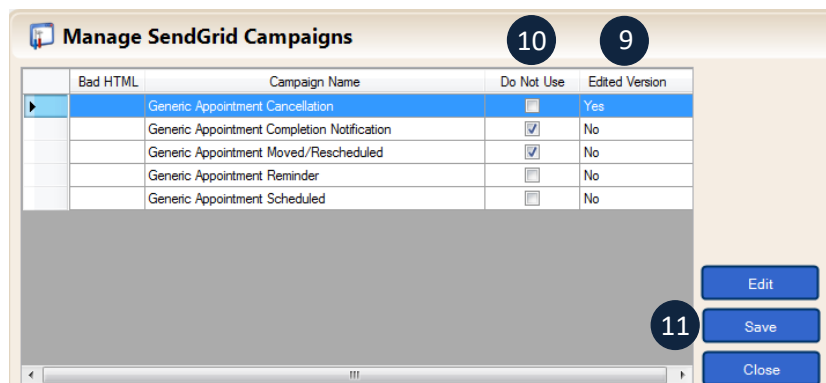 Manage SendGrid Campaigns
10
9
Bad HTML Campaign Name Do Not Use Edited Version
Generic Appointment Cancellation Yes
Generic Appointment Completion Notification No
Generic Appointment Moved/Rescheduled No
Generic Appointment Reminder No
Generic Appointment Scheduled No
Edit
11
Save
Close